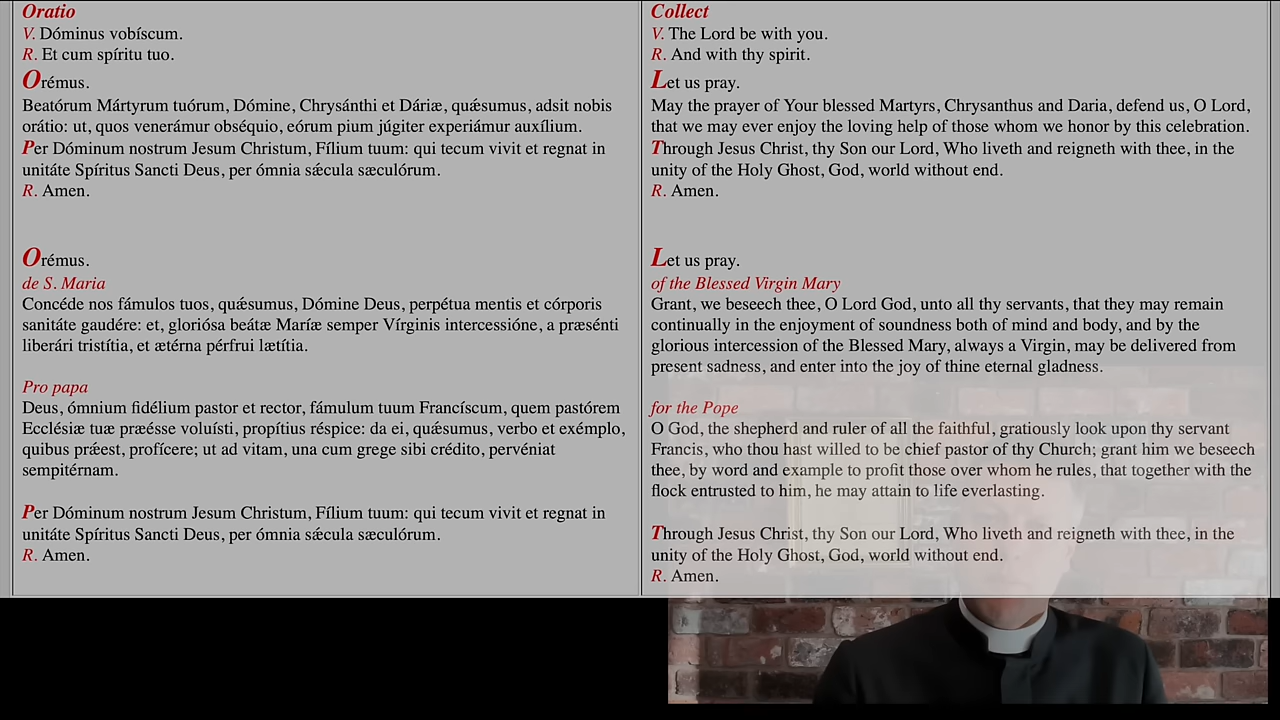 Oratio
V. Dóminus vobíscum.
R. Et cum spíritu tuo.
Orémus.
Beatórum Mártyrum tuórum, Dómine, Chrysánthi et Dáriæ, quǽsumus, adsit nobis
orátio: ut, quos venerámur obséquio, eórum pium júgiter experiámur auxílium.
Per Dóminum nostrum Jesum Christum, Fílium tuum: qui tecum vivit et regnat in
unitáte Spíritus Sancti Deus, per ómnia sǽcula sæculórum.
R. Amen.
Orémus.
de S. Maria
Concéde nos fámulos tuos, quǽsumus, Dómine Deus, perpétua mentis et córporis
sanitáte gaudére: et, gloriósa beátæ Maríæ semper Vírginis intercessióne, a præsénti
liberári tristítia, et ætérna pérfrui lætítia.
Pro papa
Deus, ómnium fidélium pastor et rector, fámulum tuum Francíscum, quem pastórem
Ecclésiæ tuæ præésse voluísti, propítius réspice: da ei, quǽsumus, verbo et exémplo,
quibus præest, profícere; ut ad vitam, una cum grege sibi crédito, pervéniat
sempitérnam.
Per Dóminum nostrum Jesum Christum, Fílium tuum: qui tecum vivit et regnat in
unitáte Spíritus Sancti Deus, per ómnia sǽcula sæculórum.
R. Amen.
Collect
V. The Lord be with you.
R. And with thy spirit.
Let us pray.
May the prayer of Your blessed Martyrs, Chrysanthus and Daria, defend us, O Lord,
that we may ever enjoy the loving help of those whom we honor by this celebration.
Through Jesus Christ, thy Son our Lord, Who liveth and reigneth with thee, in the
unity of the Holy Ghost, God, world without end.
R. Amen.
Let us pray.
of the Blessed Virgin Mary
Grant, we beseech thee, O Lord God, unto all thy servants, that they may remain
continually in the enjoyment of soundness both of mind and body, and by the
glorious intercession of the Blessed Mary, always a Virgin, may be delivered from
present sadness, and enter into the joy of thine eternal gladness.
for the Pope
O God, the shepherd and ruler of all the faithful, gratiously look upon thy servant
Francis, who thou hast willed to be chief pastor of thy Church; grant him we beseech
thee, by word and example to profit those over whom he rules, that together with the
flock entrusted to him, he may attain to life everlasting.
Through Jesus Christ, thy Son our Lord, Who liveth and reigneth with thee, in the
unity of the Holy Ghost, God, world without end.
R. Amen.